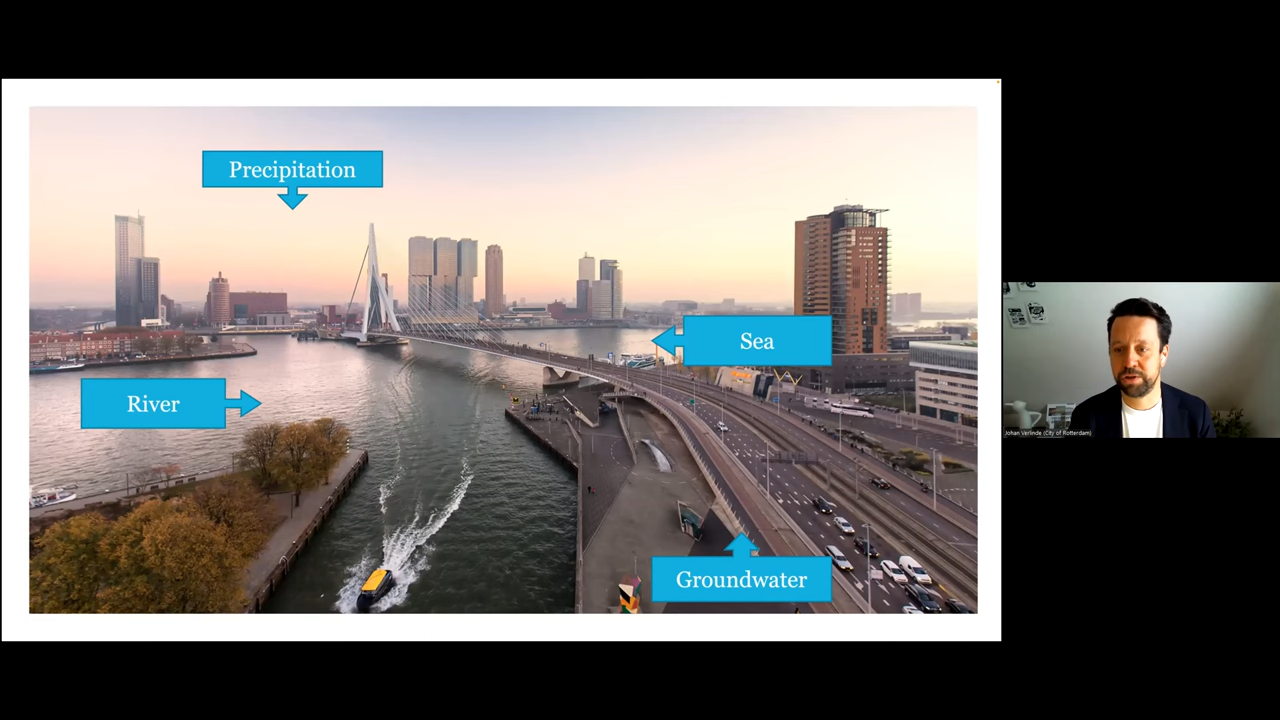 Precipitation
Sea
River
Groundwater
Johan Verlinde (City of Rotterdam)